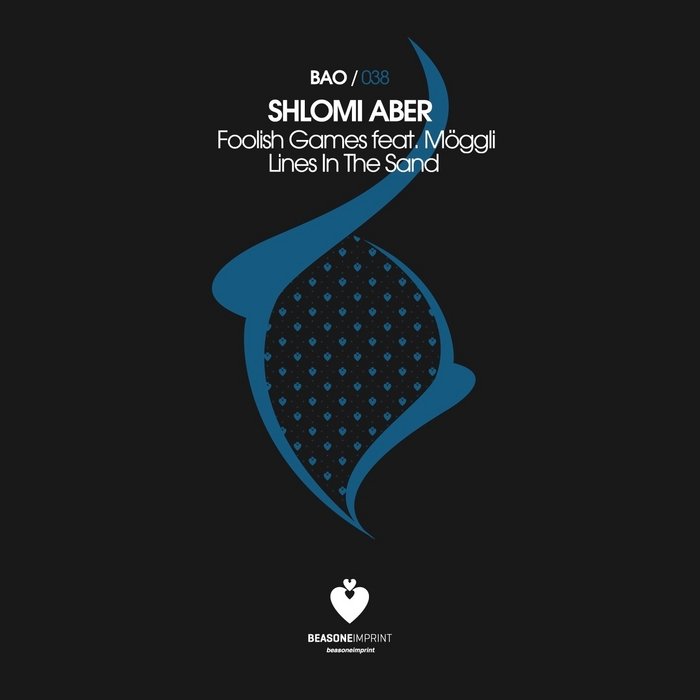 BAO / 038
SHLOMI ABER
Foolish Games feat. Möggli
Lines In The Sand
BEASONEIMPRINT
beasoneimprint